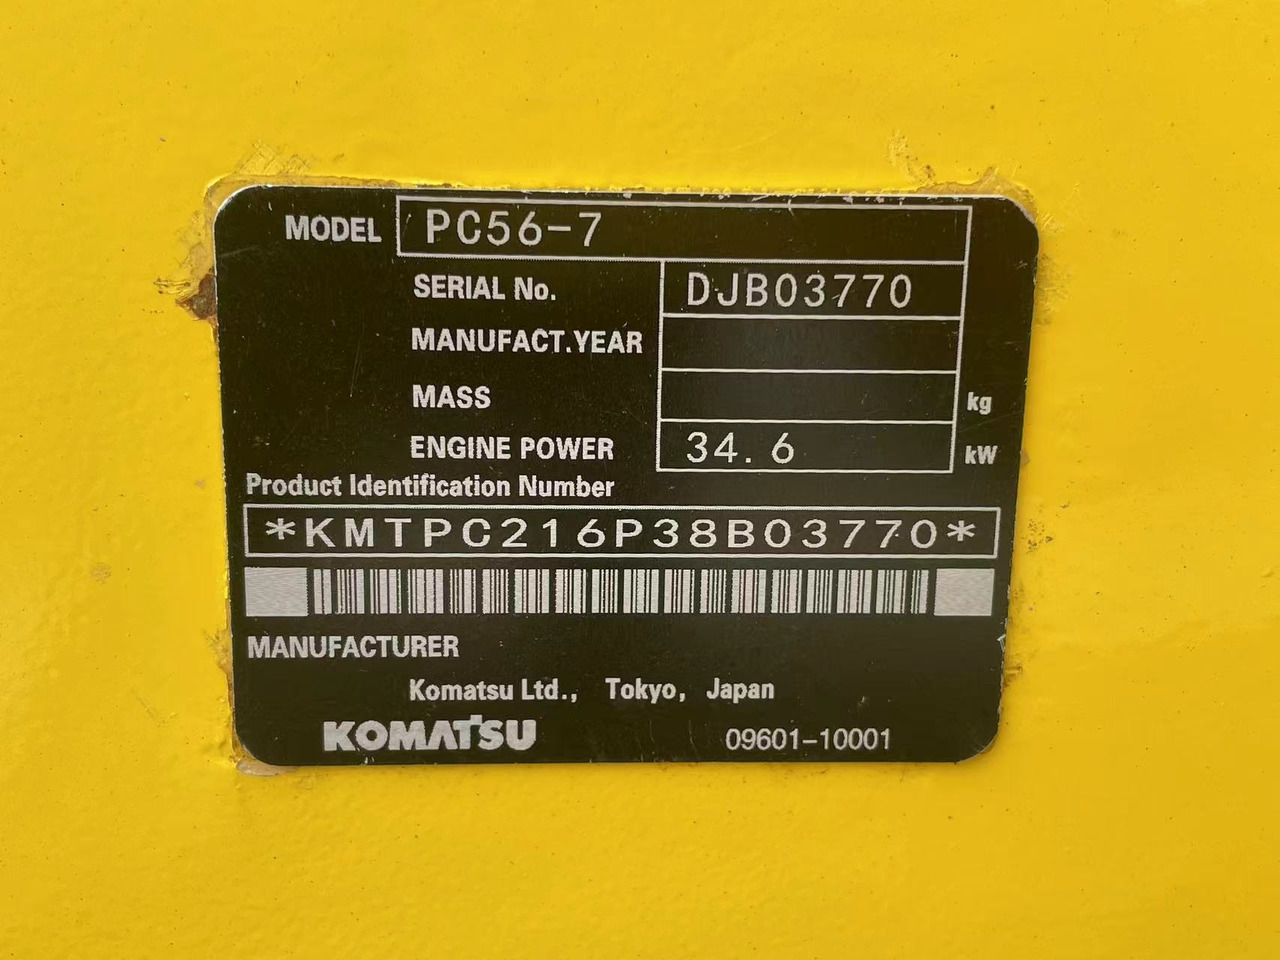 MODEL PC56-7
SERIAL No. DJB03770
MANUFACT.YEAR
MASS kg
ENGINE POWER 34.6 kW
Product Identification Number
*KMTPC216P38B03770*
MANUFACTURER
Komatsu Ltd., Tokyo, Japan
KOMATSU 09601-10001